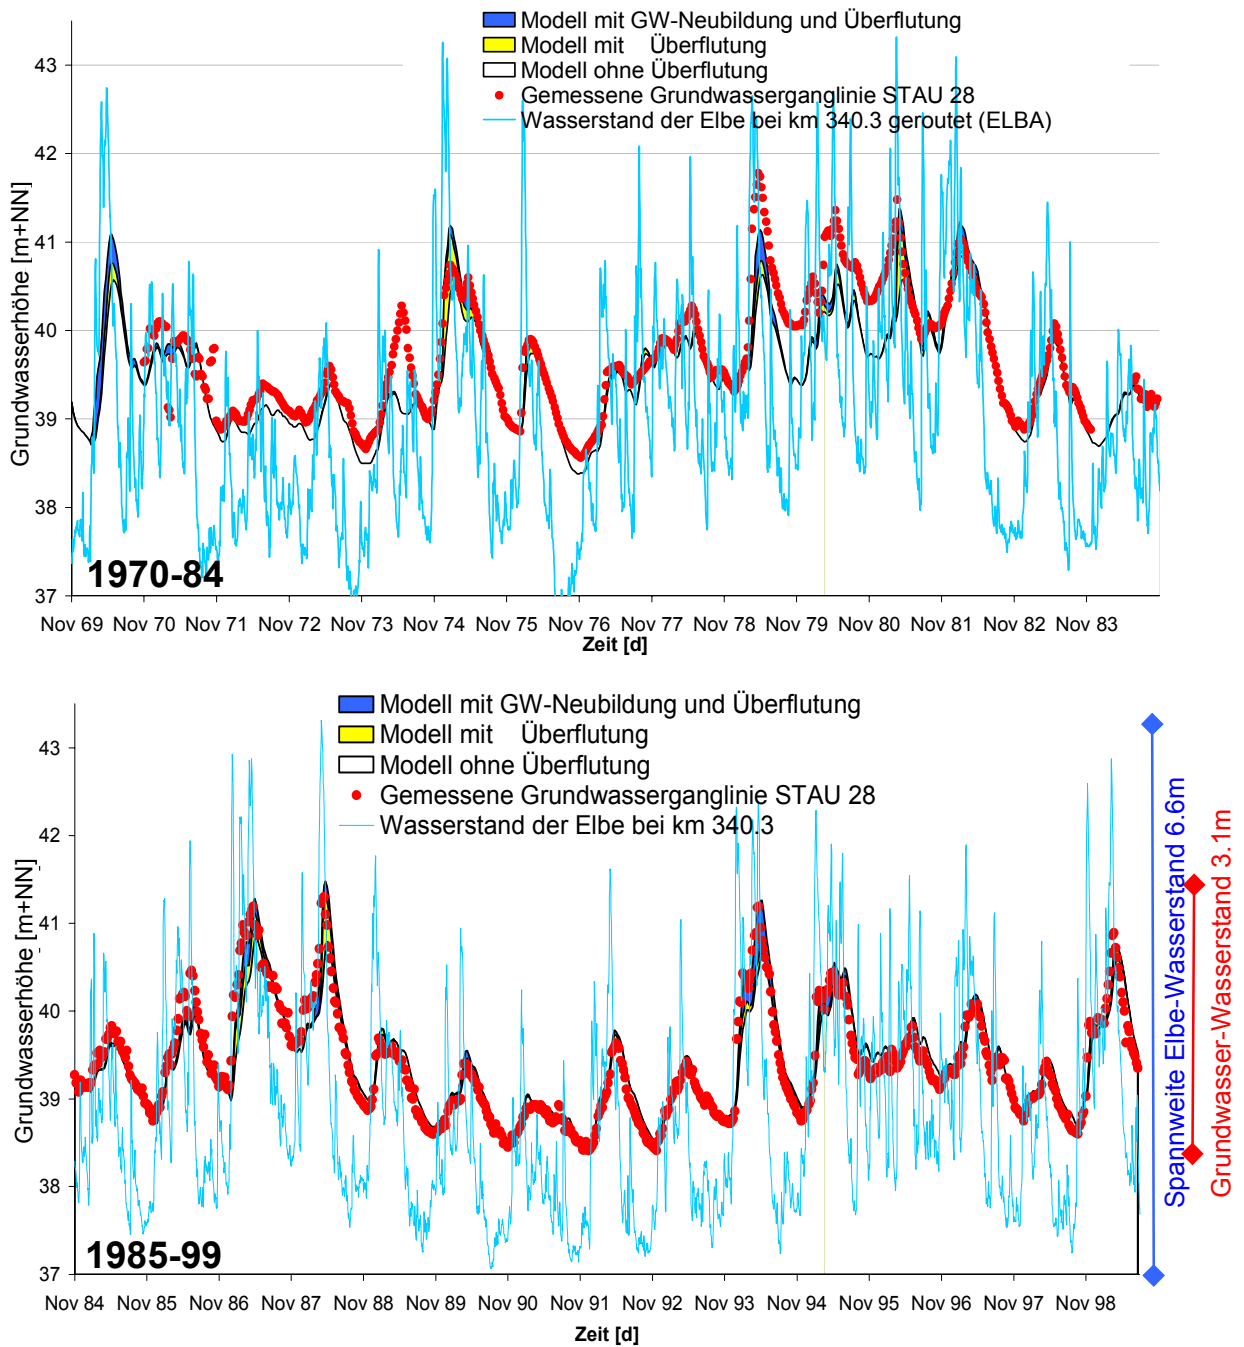 Modell mit GW-Neubildung und Überflutung
Modell mit Überflutung
Modell ohne Überflutung
Gemessene Grundwasserganglinie STAU 28
Wasserstand der Elbe bei km 340.3 geroutet (ELBA)
Grundwasserhöhe [m+NN]
43
42
41
40
39
38
37
1970-84
Nov 69 Nov 70 Nov 71 Nov 72 Nov 73 Nov 74 Nov 75 Nov 76 Nov 77 Nov 78 Nov 79 Nov 80 Nov 81 Nov 82 Nov 83
Zeit [d]
Modell mit GW-Neubildung und Überflutung
Modell mit Überflutung
Modell ohne Überflutung
Gemessene Grundwasserganglinie STAU 28
Wasserstand der Elbe bei km 340.3
Grundwasserhöhe [m+NN]
43
42
41
40
39
38
37
1985-99
Nov 84 Nov 85 Nov 86 Nov 87 Nov 88 Nov 89 Nov 90 Nov 91 Nov 92 Nov 93 Nov 94 Nov 95 Nov 96 Nov 97 Nov 98
Zeit [d]
Spannweite Elbe-Wasserstand 6.6m
Grundwasser-Wasserstand 3.1m